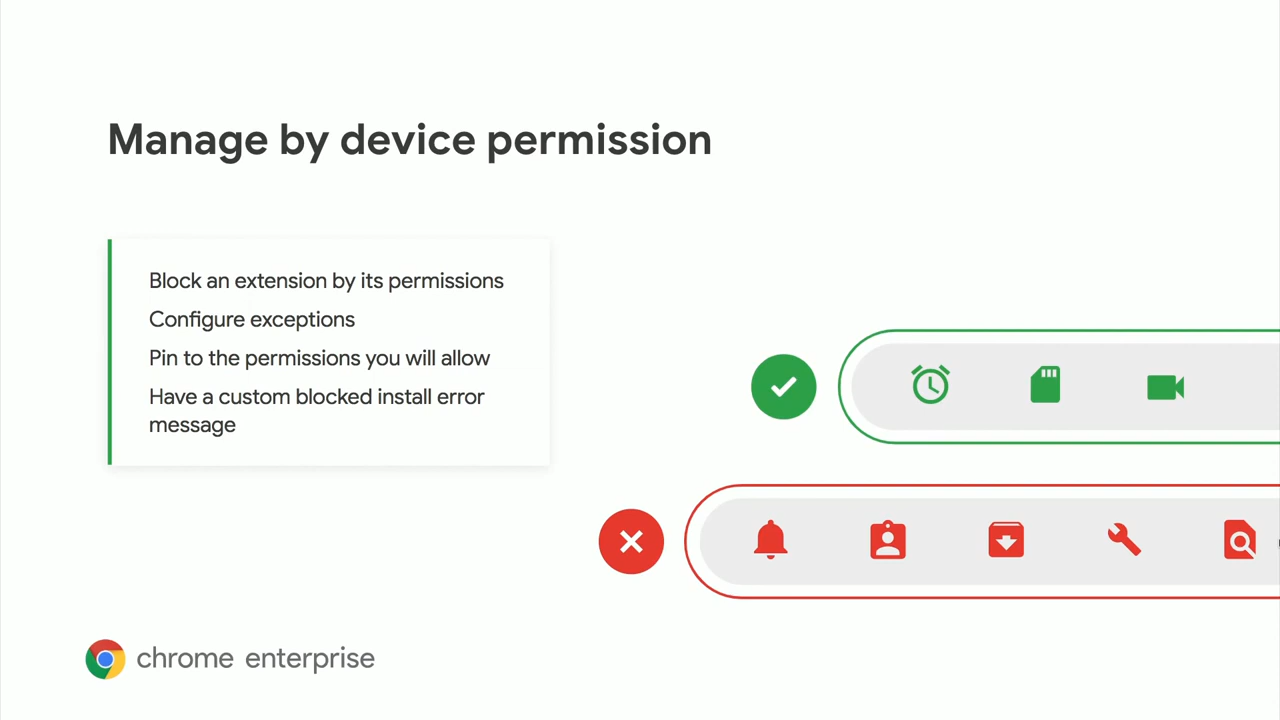 Manage by device permission
Block an extension by its permissions
Configure exceptions
Pin to the permissions you will allow
Have a custom blocked install error
message
chrome enterprise